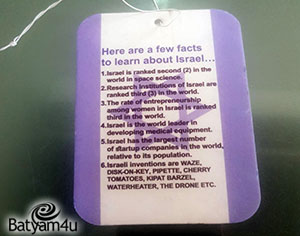 Here are a few facts
to learn about Israel...
1.Israel is ranked second (2) in the
world in space science.
2.Research institutions of Israel are
ranked third (3) in the world.
3.The rate of entrepreneurship
among women in Israel is ranked
third in the world.
4.Israel is the world leader in
developing medical equipment.
5.Israel has the largest number
of startup companies in the world,
relative to its population.
6.Israeli inventions are WAZE,
DISK-ON-KEY, PIPETTE, CHERRY
TOMATOES, KIPAT BARZEL,
WATERHEATER, THE DRONE ETC.
Batyam4u